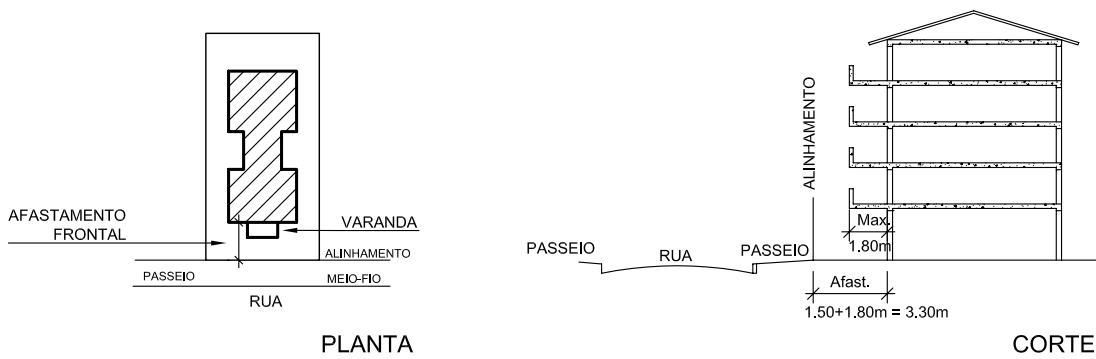 AFASTAMENTO
FRONTAL
VARANDA
ALINHAMENTO
PASSEIO
MEIO-FIO
RUA
PLANTA
ALINHAMENTO
Max.
1.80m
PASSEIO
RUA
PASSEIO
Afast.
1.50+1.80m = 3.30m
CORTE